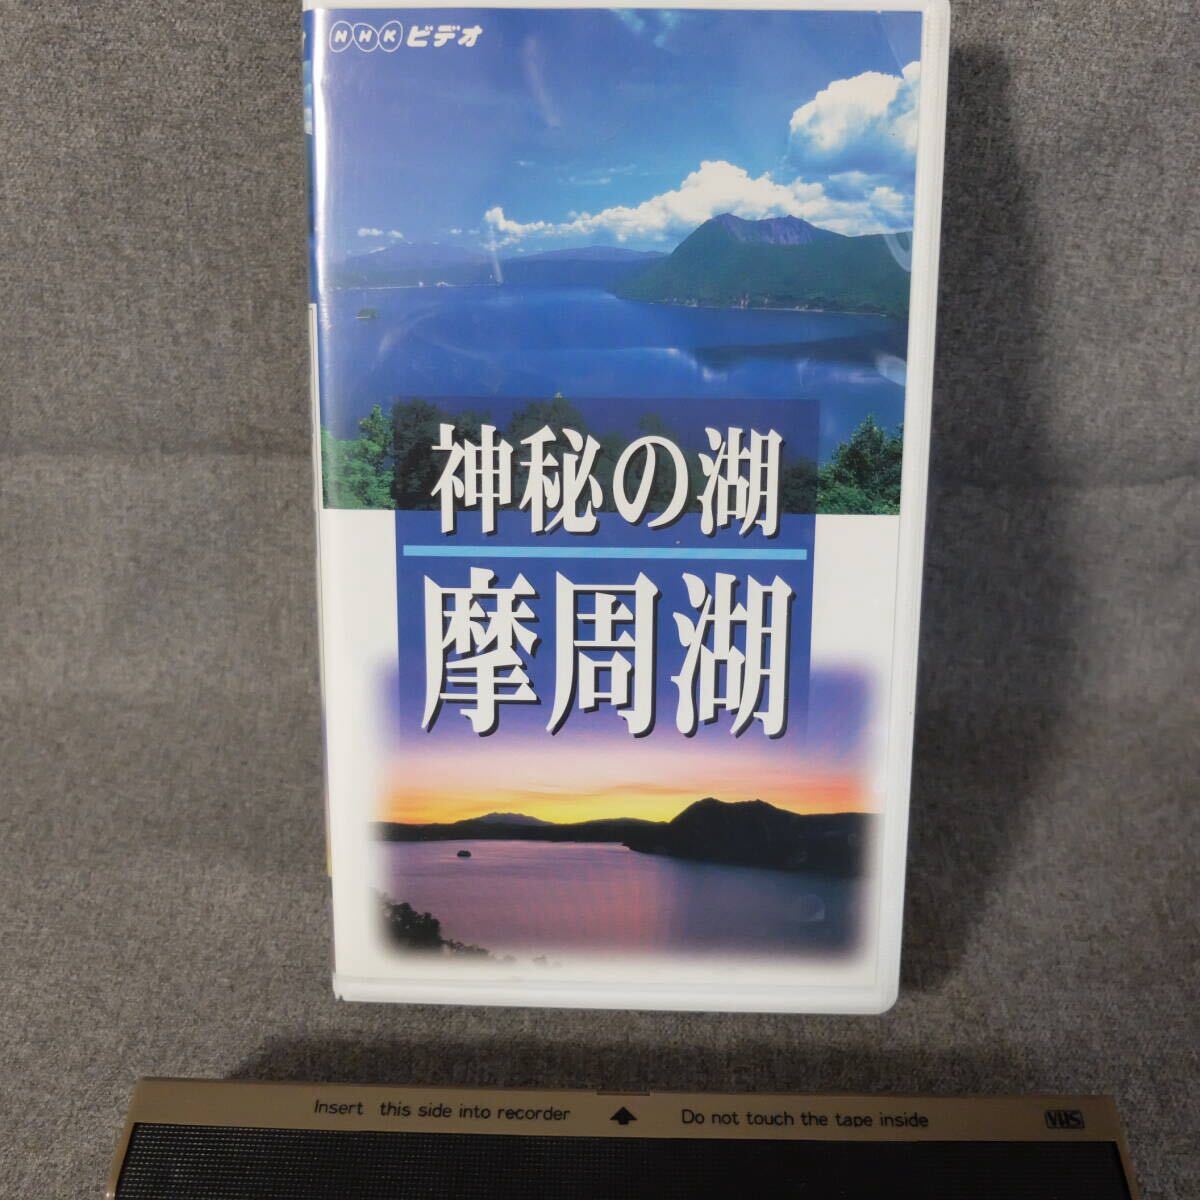 NHKビデオ
神秘の湖
摩周湖
Insert this side into recorder
Do not touch the tape inside
VHS